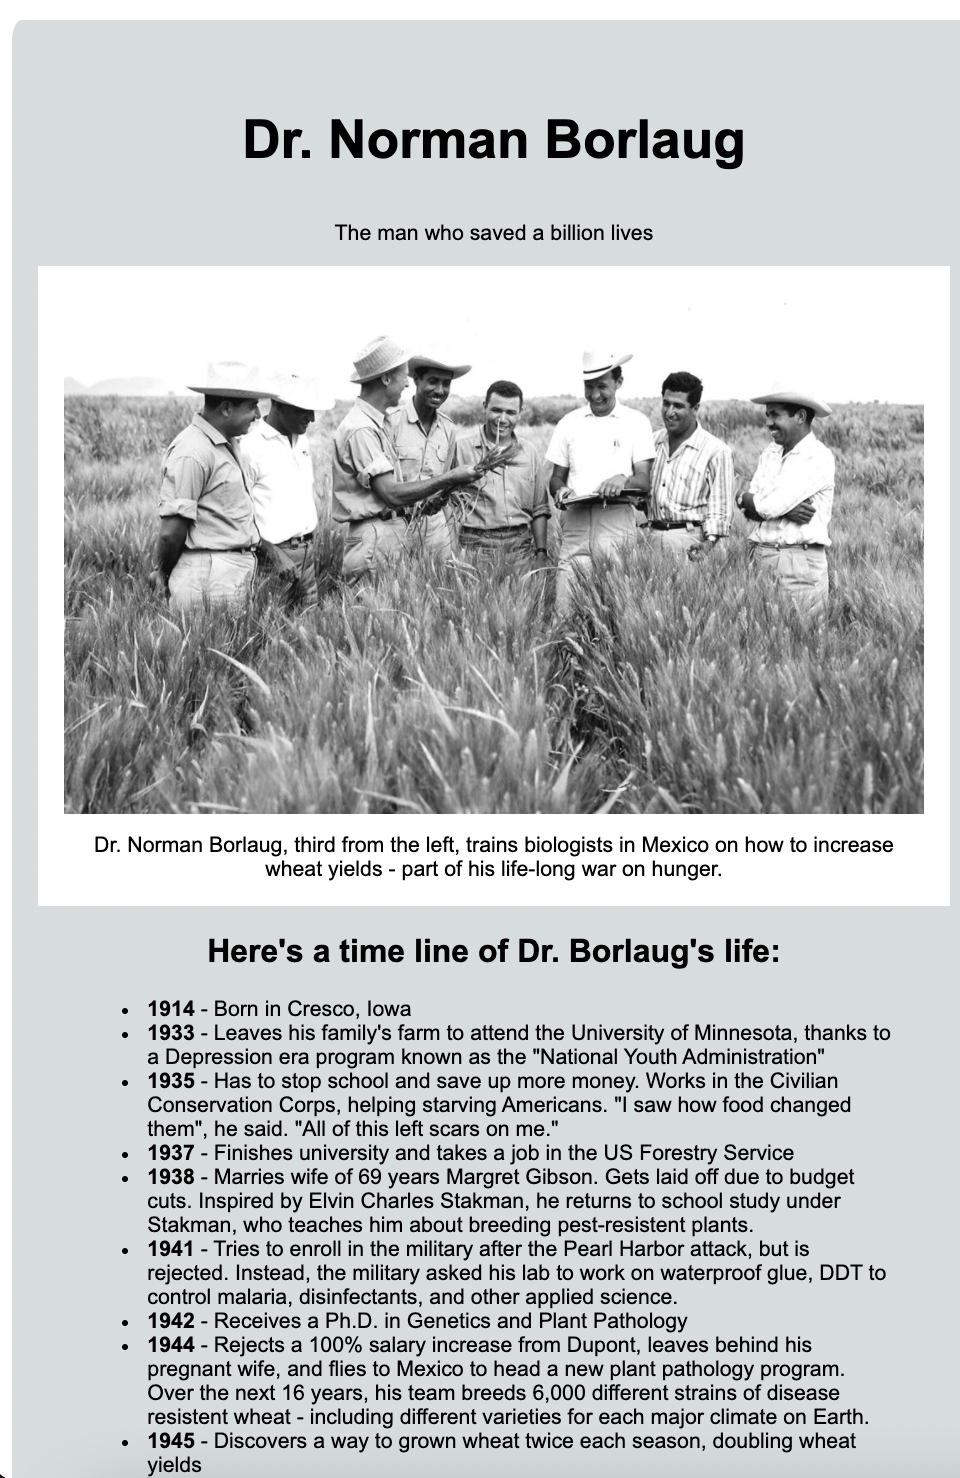 Dr. Norman Borlaug
The man who saved a billion lives
Dr. Norman Borlaug, third from the left, trains biologists in Mexico on how to increase
wheat yields - part of his life-long war on hunger.
Here's a time line of Dr. Borlaug's life:
• 1914 - Born in Cresco, Iowa
• 1933 - Leaves his family's farm to attend the University of Minnesota, thanks to
a Depression era program known as the "National Youth Administration"
• 1935 - Has to stop school and save up more money. Works in the Civilian
Conservation Corps, helping starving Americans. "I saw how food changed
them", he said. "All of this left scars on me."
• 1937 - Finishes university and takes a job in the US Forestry Service
• 1938 - Marries wife of 69 years Margret Gibson. Gets laid off due to budget
cuts. Inspired by Elvin Charles Stakman, he returns to school study under
Stakman, who teaches him about breeding pest-resistent plants.
• 1941 - Tries to enroll in the military after the Pearl Harbor attack, but is
rejected. Instead, the military asked his lab to work on waterproof glue, DDT to
control malaria, disinfectants, and other applied science.
• 1942 - Receives a Ph.D. in Genetics and Plant Pathology
• 1944 - Rejects a 100% salary increase from Dupont, leaves behind his
pregnant wife, and flies to Mexico to head a new plant pathology program.
Over the next 16 years, his team breeds 6,000 different strains of disease
resistent wheat - including different varieties for each major climate on Earth.
• 1945 - Discovers a way to grown wheat twice each season, doubling wheat
yields